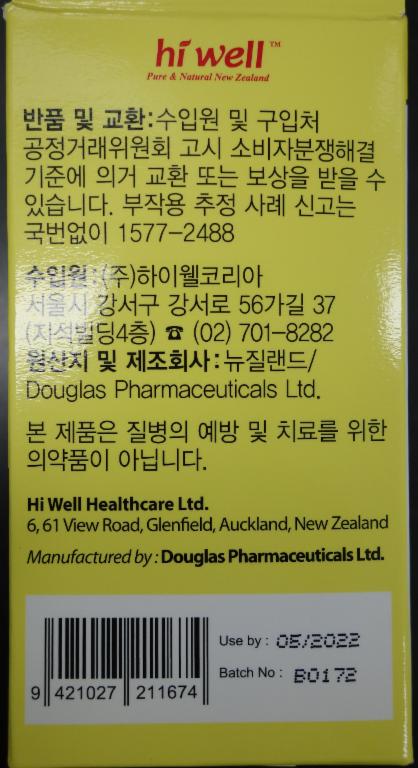 hi well™
Pure & Natural New Zealand
반품 및 교환:수입원 및 구입처
공정거래위원회 고시 소비자분쟁해결
기준에 의거 교환 또는 보상을 받을 수
있습니다. 부작용 추정 사례 신고는
국번없이 1577-2488
수입원:(주)하이웰코리아
서울시 강서구 강서로 56가길 37
(지석빌딩4층) ☎ (02) 701-8282
원산지 및 제조회사:뉴질랜드/
Douglas Pharmaceuticals Ltd.
본 제품은 질병의 예방 및 치료를 위한
의약품이 아닙니다.
Hi Well Healthcare Ltd.
6, 61 View Road, Glenfield, Auckland, New Zealand
Manufactured by : Douglas Pharmaceuticals Ltd.
Use by : 05/2022
Batch No : B0172
9 421027 211674